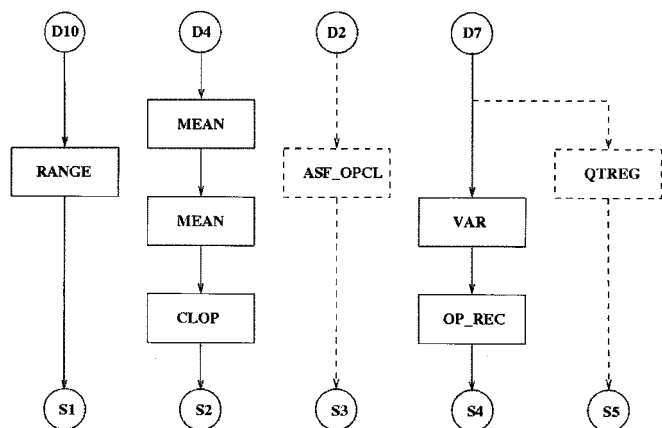 D10 D4 D2 D7
MEAN
RANGE ASF_OPCL QTREG
MEAN VAR
CLOP OP_REC
S1 S2 S3 S4 S5